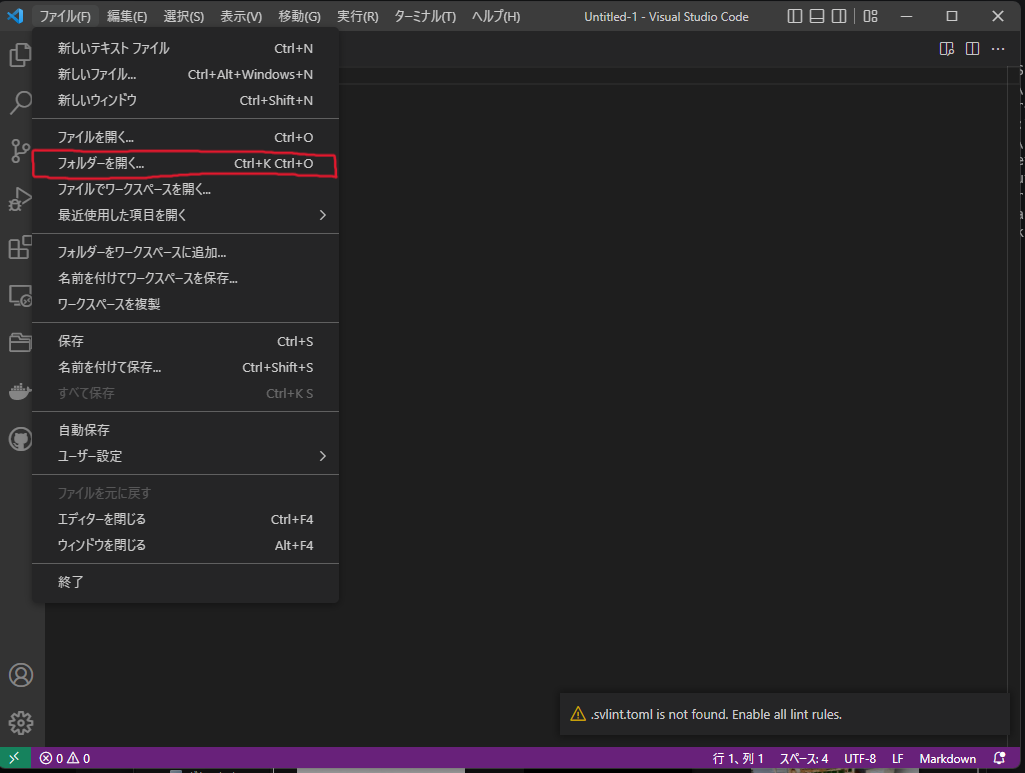 ファイル(F) 編集(E) 選択(S) 表示(V) 移動(G) 実行(R) ターミナル(T) ヘルプ(H) Untitled-1 - Visual Studio Code
新しいテキスト ファイル Ctrl+N
新しいファイル... Ctrl+Alt+Windows+N
新しいウィンドウ Ctrl+Shift+N
ファイルを開く... Ctrl+O
フォルダーを開く... Ctrl+K Ctrl+O
ファイルでワークスペースを開く...
最近使用した項目を開く
フォルダーをワークスペースに追加...
名前を付けてワークスペースを保存...
ワークスペースを複製
保存 Ctrl+S
名前を付けて保存... Ctrl+Shift+S
すべて保存 Ctrl+K S
自動保存
ユーザー設定
ファイルを元に戻す
エディターを閉じる Ctrl+F4
ウィンドウを閉じる Alt+F4
終了
.svlint.toml is not found. Enable all lint rules.
0 0 行 1、列 1 スペース: 4 UTF-8 LF Markdown